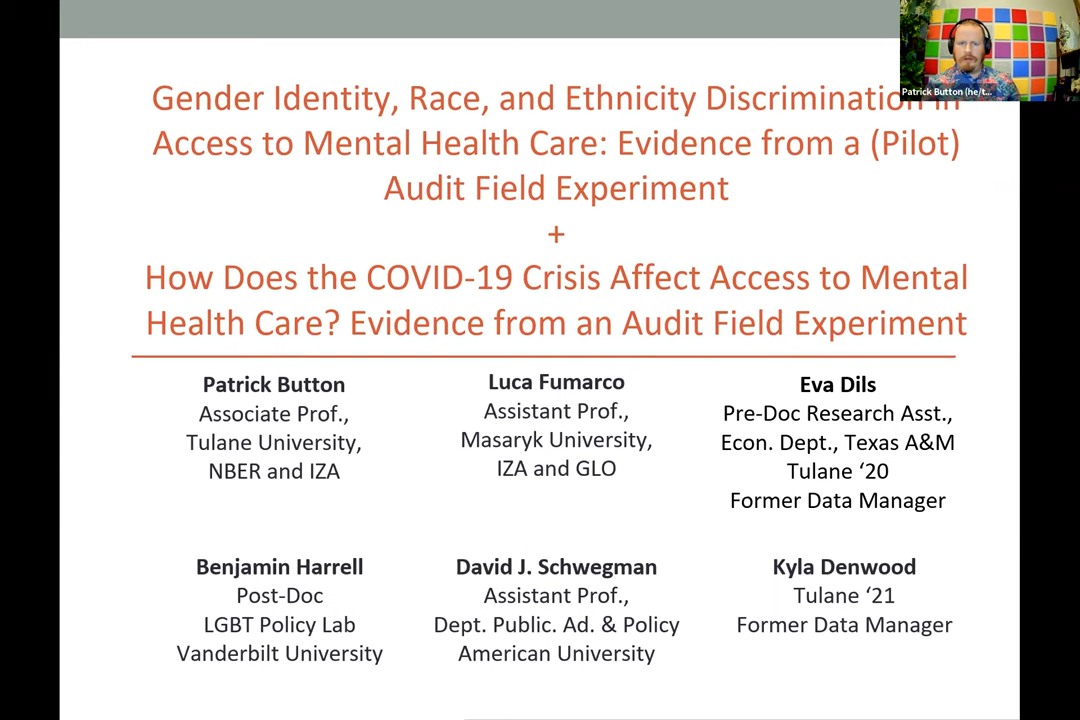 Patrick Button (he/t...
Gender Identity, Race, and Ethnicity Discrimination in
Access to Mental Health Care: Evidence from a (Pilot)
Audit Field Experiment
+
How Does the COVID-19 Crisis Affect Access to Mental
Health Care? Evidence from an Audit Field Experiment
Patrick Button
Associate Prof.,
Tulane University,
NBER and IZA
Luca Fumarco
Assistant Prof.,
Masaryk University,
IZA and GLO
Eva Dils
Pre-Doc Research Asst.,
Econ. Dept., Texas A&M
Tulane ‘20
Former Data Manager
Benjamin Harrell
Post-Doc
LGBT Policy Lab
Vanderbilt University
David J. Schwegman
Assistant Prof.,
Dept. Public. Ad. & Policy
American University
Kyla Denwood
Tulane ‘21
Former Data Manager